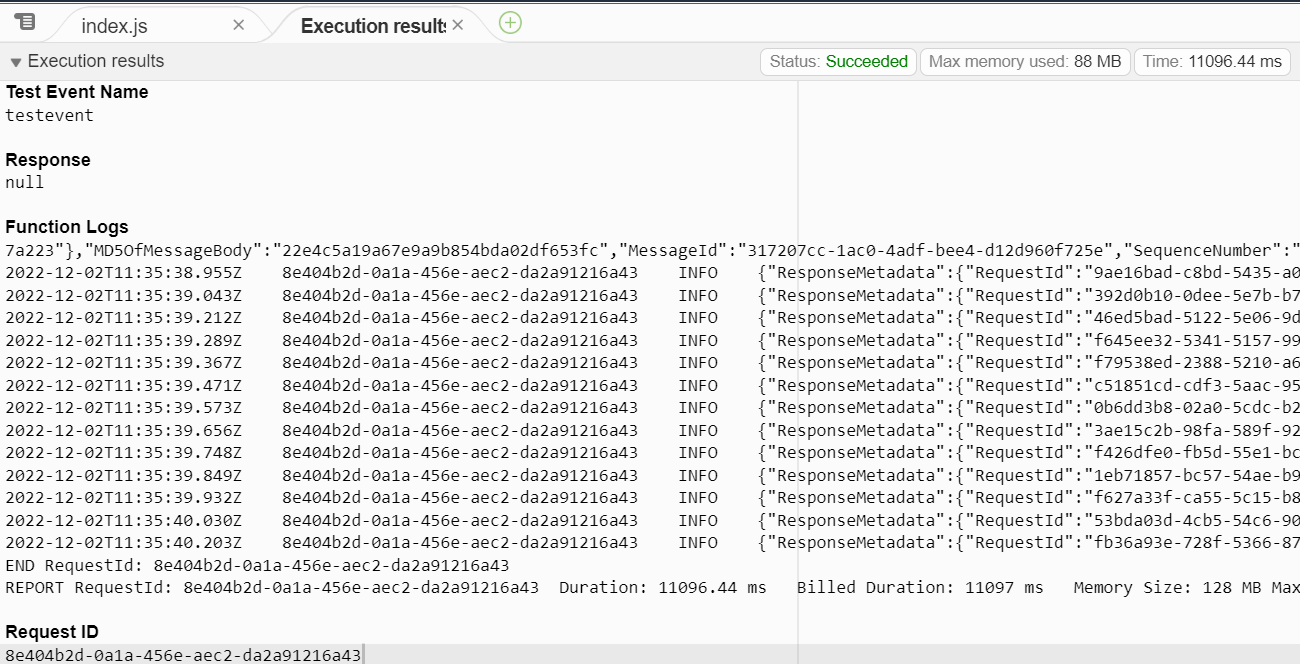 index.js
Execution results
Execution results
Status: Succeeded Max memory used: 88 MB Time: 11096.44 ms
Test Event Name
testevent
Response
null
Function Logs
7a223"},"MD5OfMessageBody":"22e4c5a19a67e9a9b854bda02df653fc","MessageId":"317207cc-1ac0-4adf-bee4-d12d960f725e","SequenceNumber":"
2022-12-02T11:35:38.955Z 8e404b2d-0a1a-456e-aec2-da2a91216a43 INFO {"ResponseMetadata":{"RequestId":"9ae16bad-c8bd-5435-a0
2022-12-02T11:35:39.043Z 8e404b2d-0a1a-456e-aec2-da2a91216a43 INFO {"ResponseMetadata":{"RequestId":"392d0b10-0dee-5e7b-b7
2022-12-02T11:35:39.212Z 8e404b2d-0a1a-456e-aec2-da2a91216a43 INFO {"ResponseMetadata":{"RequestId":"46ed5bad-5122-5e06-9d
2022-12-02T11:35:39.289Z 8e404b2d-0a1a-456e-aec2-da2a91216a43 INFO {"ResponseMetadata":{"RequestId":"f645ee32-5341-5157-99
2022-12-02T11:35:39.367Z 8e404b2d-0a1a-456e-aec2-da2a91216a43 INFO {"ResponseMetadata":{"RequestId":"f79538ed-2388-5210-a6
2022-12-02T11:35:39.471Z 8e404b2d-0a1a-456e-aec2-da2a91216a43 INFO {"ResponseMetadata":{"RequestId":"c51851cd-cdf3-5aac-95
2022-12-02T11:35:39.573Z 8e404b2d-0a1a-456e-aec2-da2a91216a43 INFO {"ResponseMetadata":{"RequestId":"0b6dd3b8-02a0-5cdc-b2
2022-12-02T11:35:39.656Z 8e404b2d-0a1a-456e-aec2-da2a91216a43 INFO {"ResponseMetadata":{"RequestId":"3ae15c2b-98fa-589f-92
2022-12-02T11:35:39.748Z 8e404b2d-0a1a-456e-aec2-da2a91216a43 INFO {"ResponseMetadata":{"RequestId":"f426dfe0-fb5d-55e1-bc
2022-12-02T11:35:39.849Z 8e404b2d-0a1a-456e-aec2-da2a91216a43 INFO {"ResponseMetadata":{"RequestId":"1eb71857-bc57-54ae-b9
2022-12-02T11:35:39.932Z 8e404b2d-0a1a-456e-aec2-da2a91216a43 INFO {"ResponseMetadata":{"RequestId":"f627a33f-ca55-5c15-b8
2022-12-02T11:35:40.030Z 8e404b2d-0a1a-456e-aec2-da2a91216a43 INFO {"ResponseMetadata":{"RequestId":"53bda03d-4cb5-54c6-90
2022-12-02T11:35:40.203Z 8e404b2d-0a1a-456e-aec2-da2a91216a43 INFO {"ResponseMetadata":{"RequestId":"fb36a93e-728f-5366-87
END RequestId: 8e404b2d-0a1a-456e-aec2-da2a91216a43
REPORT RequestId: 8e404b2d-0a1a-456e-aec2-da2a91216a43 Duration: 11096.44 ms Billed Duration: 11097 ms Memory Size: 128 MB Max
Request ID
8e404b2d-0a1a-456e-aec2-da2a91216a43